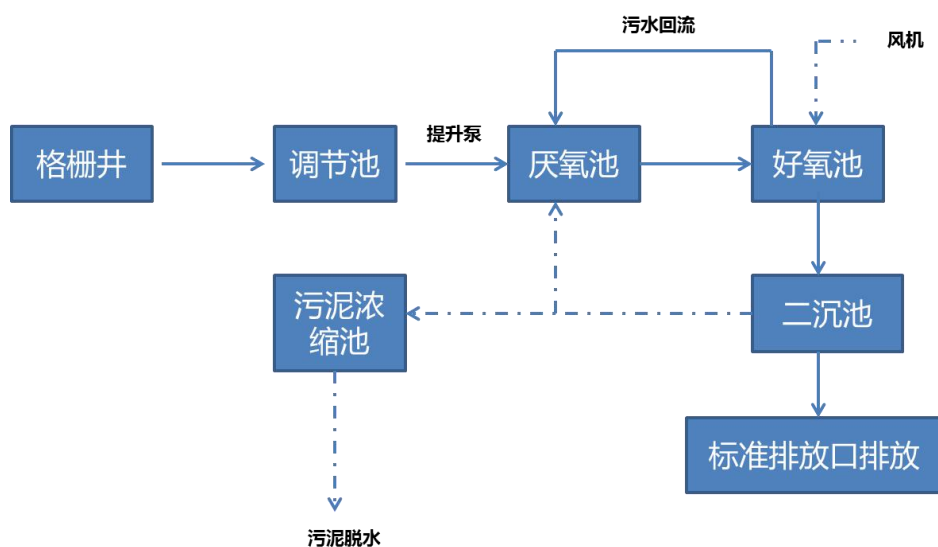 污水回流
风机
格栅井
调节池
提升泵
厌氧池
好氧池
污泥浓
缩池
二沉池
标准排放口排放
污泥脱水